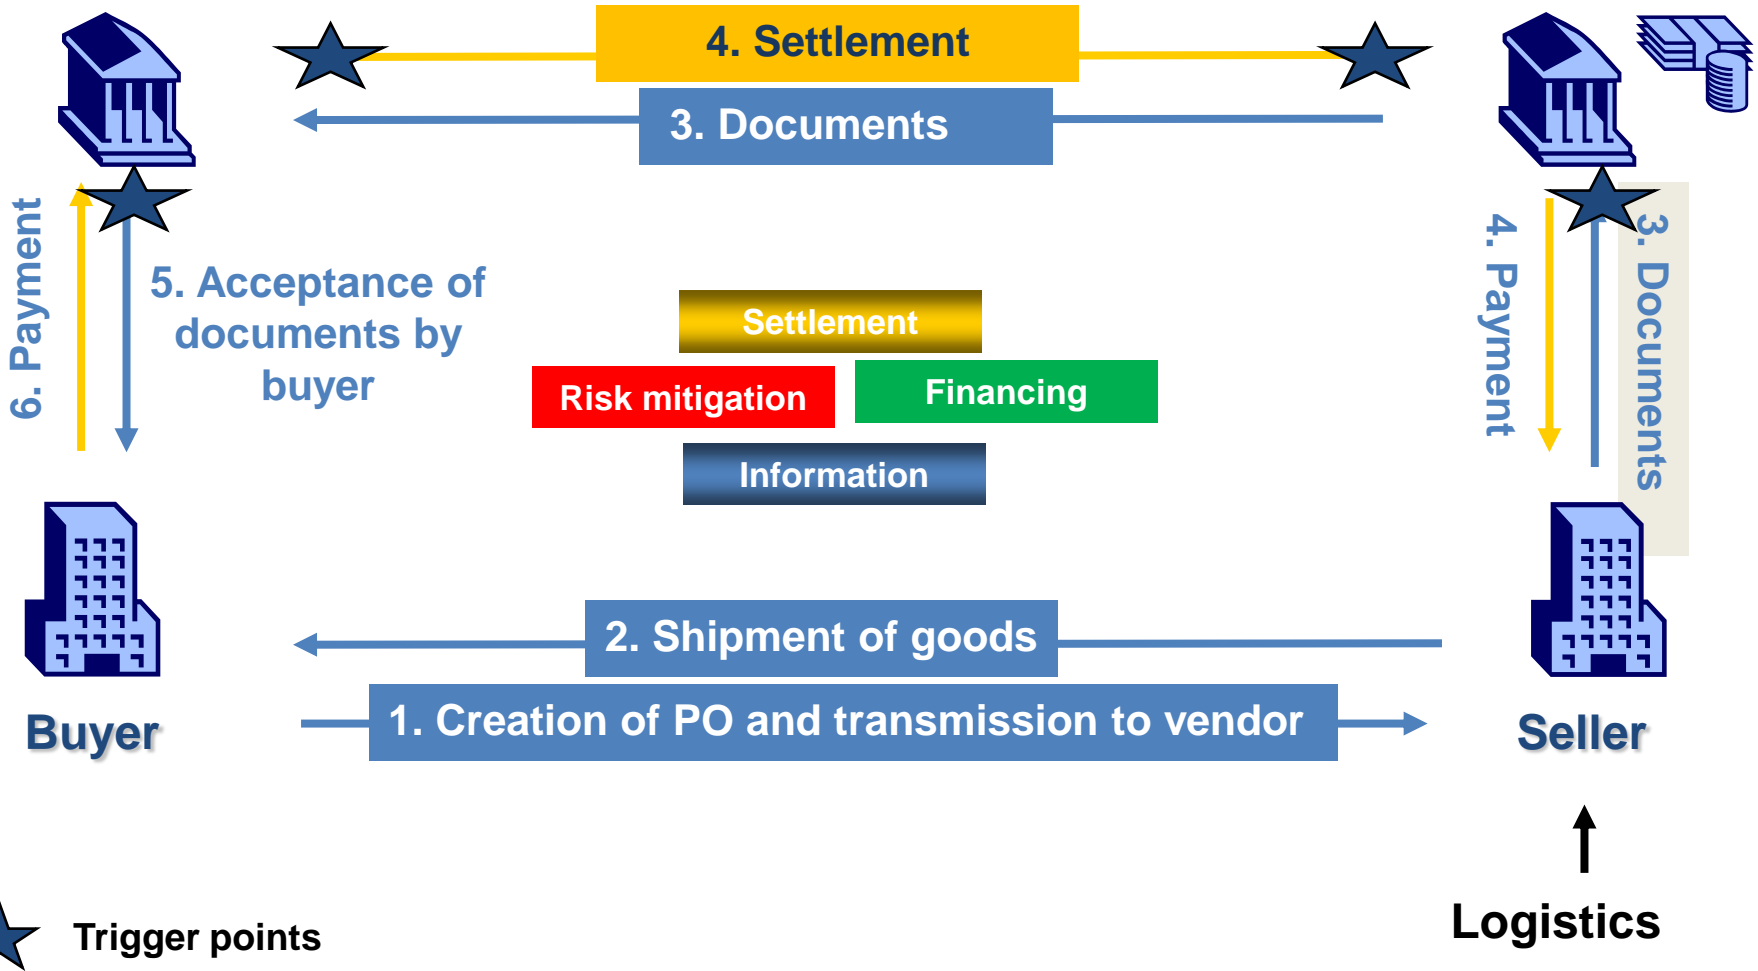 4. Settlement
3. Documents
6. Payment
5. Acceptance of
documents by
buyer
Settlement
Risk mitigation
Financing
Information
4. Payment
3. Documents
2. Shipment of goods
1. Creation of PO and transmission to vendor
Buyer
Seller
Logistics
Trigger points